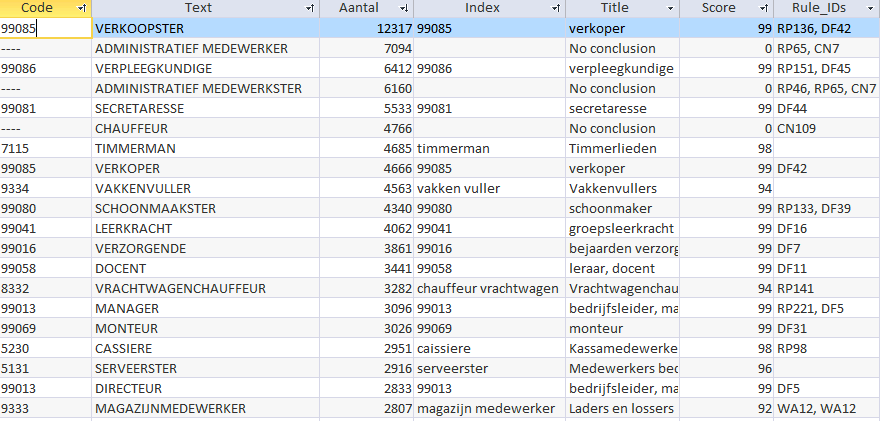 Code Text Aantal Index Title Score Rule_IDs
99085 VERKOOPSTER 12317 99085 verkoper 99 RP136, DF42
---- ADMINISTRATIEF MEDEWERKER 7094 No conclusion 0 RP65, CN7
99086 VERPLEEGKUNDIGE 6412 99086 verpleegkundige 99 RP151, DF45
---- ADMINISTRATIEF MEDEWERKSTER 6160 No conclusion 0 RP46, RP65, CN7
99081 SECRETARESSE 5533 99081 secretaresse 99 DF44
---- CHAUFFEUR 4766 No conclusion 0 CN109
7115 TIMMERMAN 4685 timmerman Timmerlieden 98
99085 VERKOPER 4666 99085 verkoper 99 DF42
9334 VAKKENVULLER 4563 vakken vuller Vakkenvullers 94
99080 SCHOONMAAKSTER 4340 99080 schoonmaker 99 RP133, DF39
99041 LEERKRACHT 4062 99041 groepsleerkracht 99 DF16
99016 VERZORGENDE 3861 99016 bejaarden verzorg 99 DF7
99058 DOCENT 3441 99058 leraar, docent 99 DF11
8332 VRACHTWAGENCHAUFFEUR 3282 chauffeur vrachtwagen Vrachtwagenchau 94 RP141
99013 MANAGER 3096 99013 bedrijfsleider, ma 99 RP221, DF5
99069 MONTEUR 3026 99069 monteur 99 DF31
5230 CASSIERE 2951 caissiere Kassamedewerke 98 RP98
5131 SERVEERSTER 2916 serveerster Medewerkers bed 96
99013 DIRECTEUR 2833 99013 bedrijfsleider, ma 99 DF5
9333 MAGAZIJNMEDEWERKER 2807 magazijn medewerker Laders en lossers 92 WA12, WA12